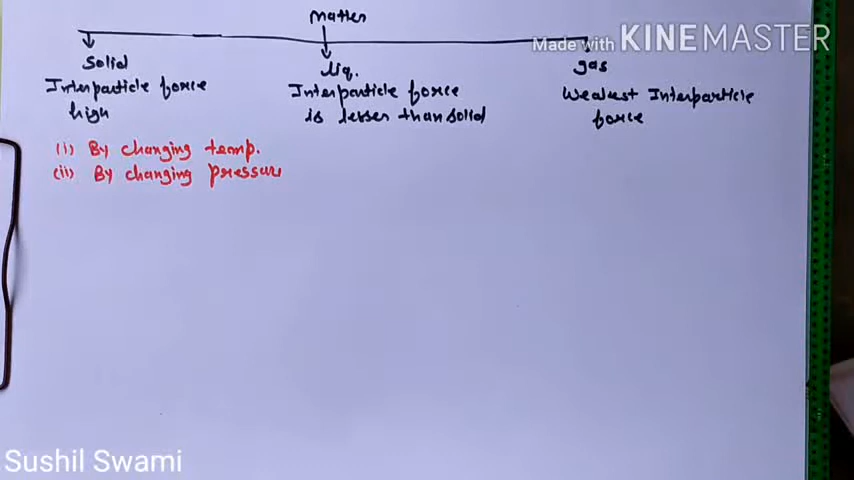 Matter
Made with KINEMASTER
Solid
liq.
gas
Interparticle force
high
Interparticle force
is lesser than solid
Weakest Interparticle
force
(i) By changing temp.
(ii) By changing pressure
Sushil Swami